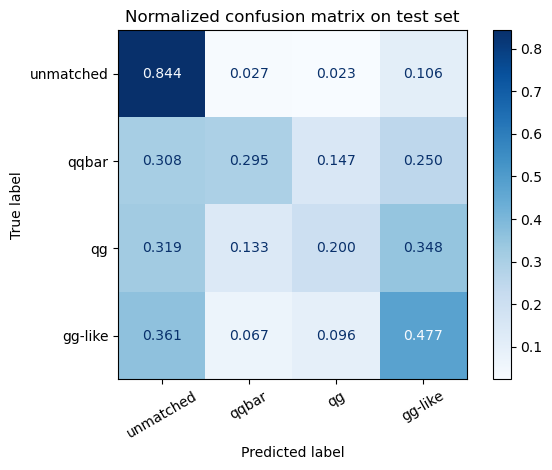 Normalized confusion matrix on test set
True label
unmatched 0.844 0.027 0.023 0.106
qqbar 0.308 0.295 0.147 0.250
qg 0.319 0.133 0.200 0.348
gg-like 0.361 0.067 0.096 0.477
unmatched qqbar qg gg-like
Predicted label
0.8
0.7
0.6
0.5
0.4
0.3
0.2
0.1